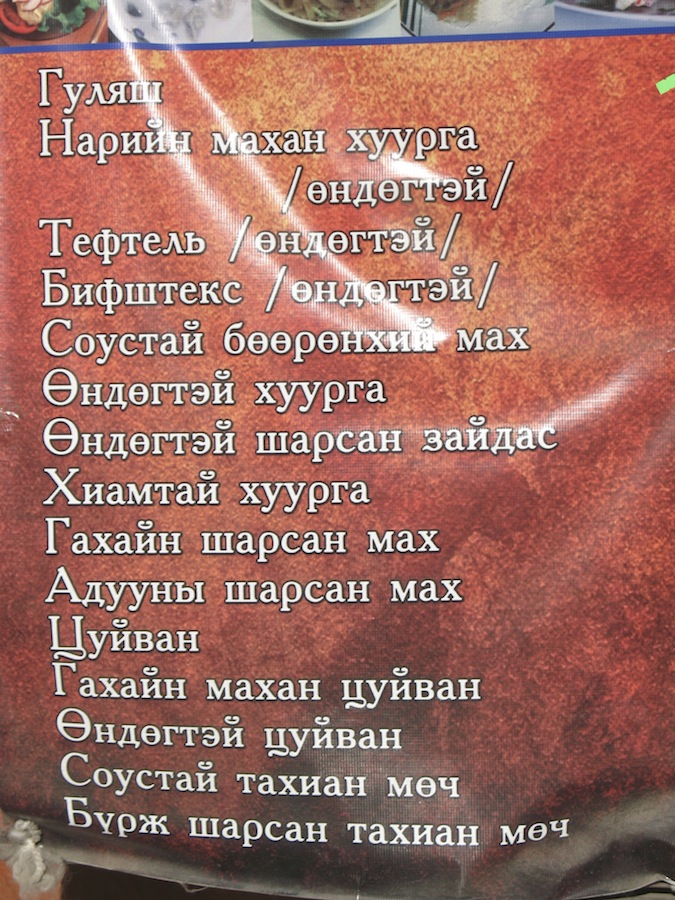 Гуляш
Нарийн махан хуурга
/өндөгтэй/
Тефтель /өндөгтэй/
Бифштекс /өндөгтэй/
Соустай бөөрөнхий мах
Өндөгтэй хуурга
Өндөгтэй шарсан зайдас
Хиамтай хуурга
Гахайн шарсан мах
Адууны шарсан мах
Цуйван
Гахайн махан цуйван
Өндөгтэй цуйван
Соустай тахиан мөч
Бүрж шарсан тахиан мөч